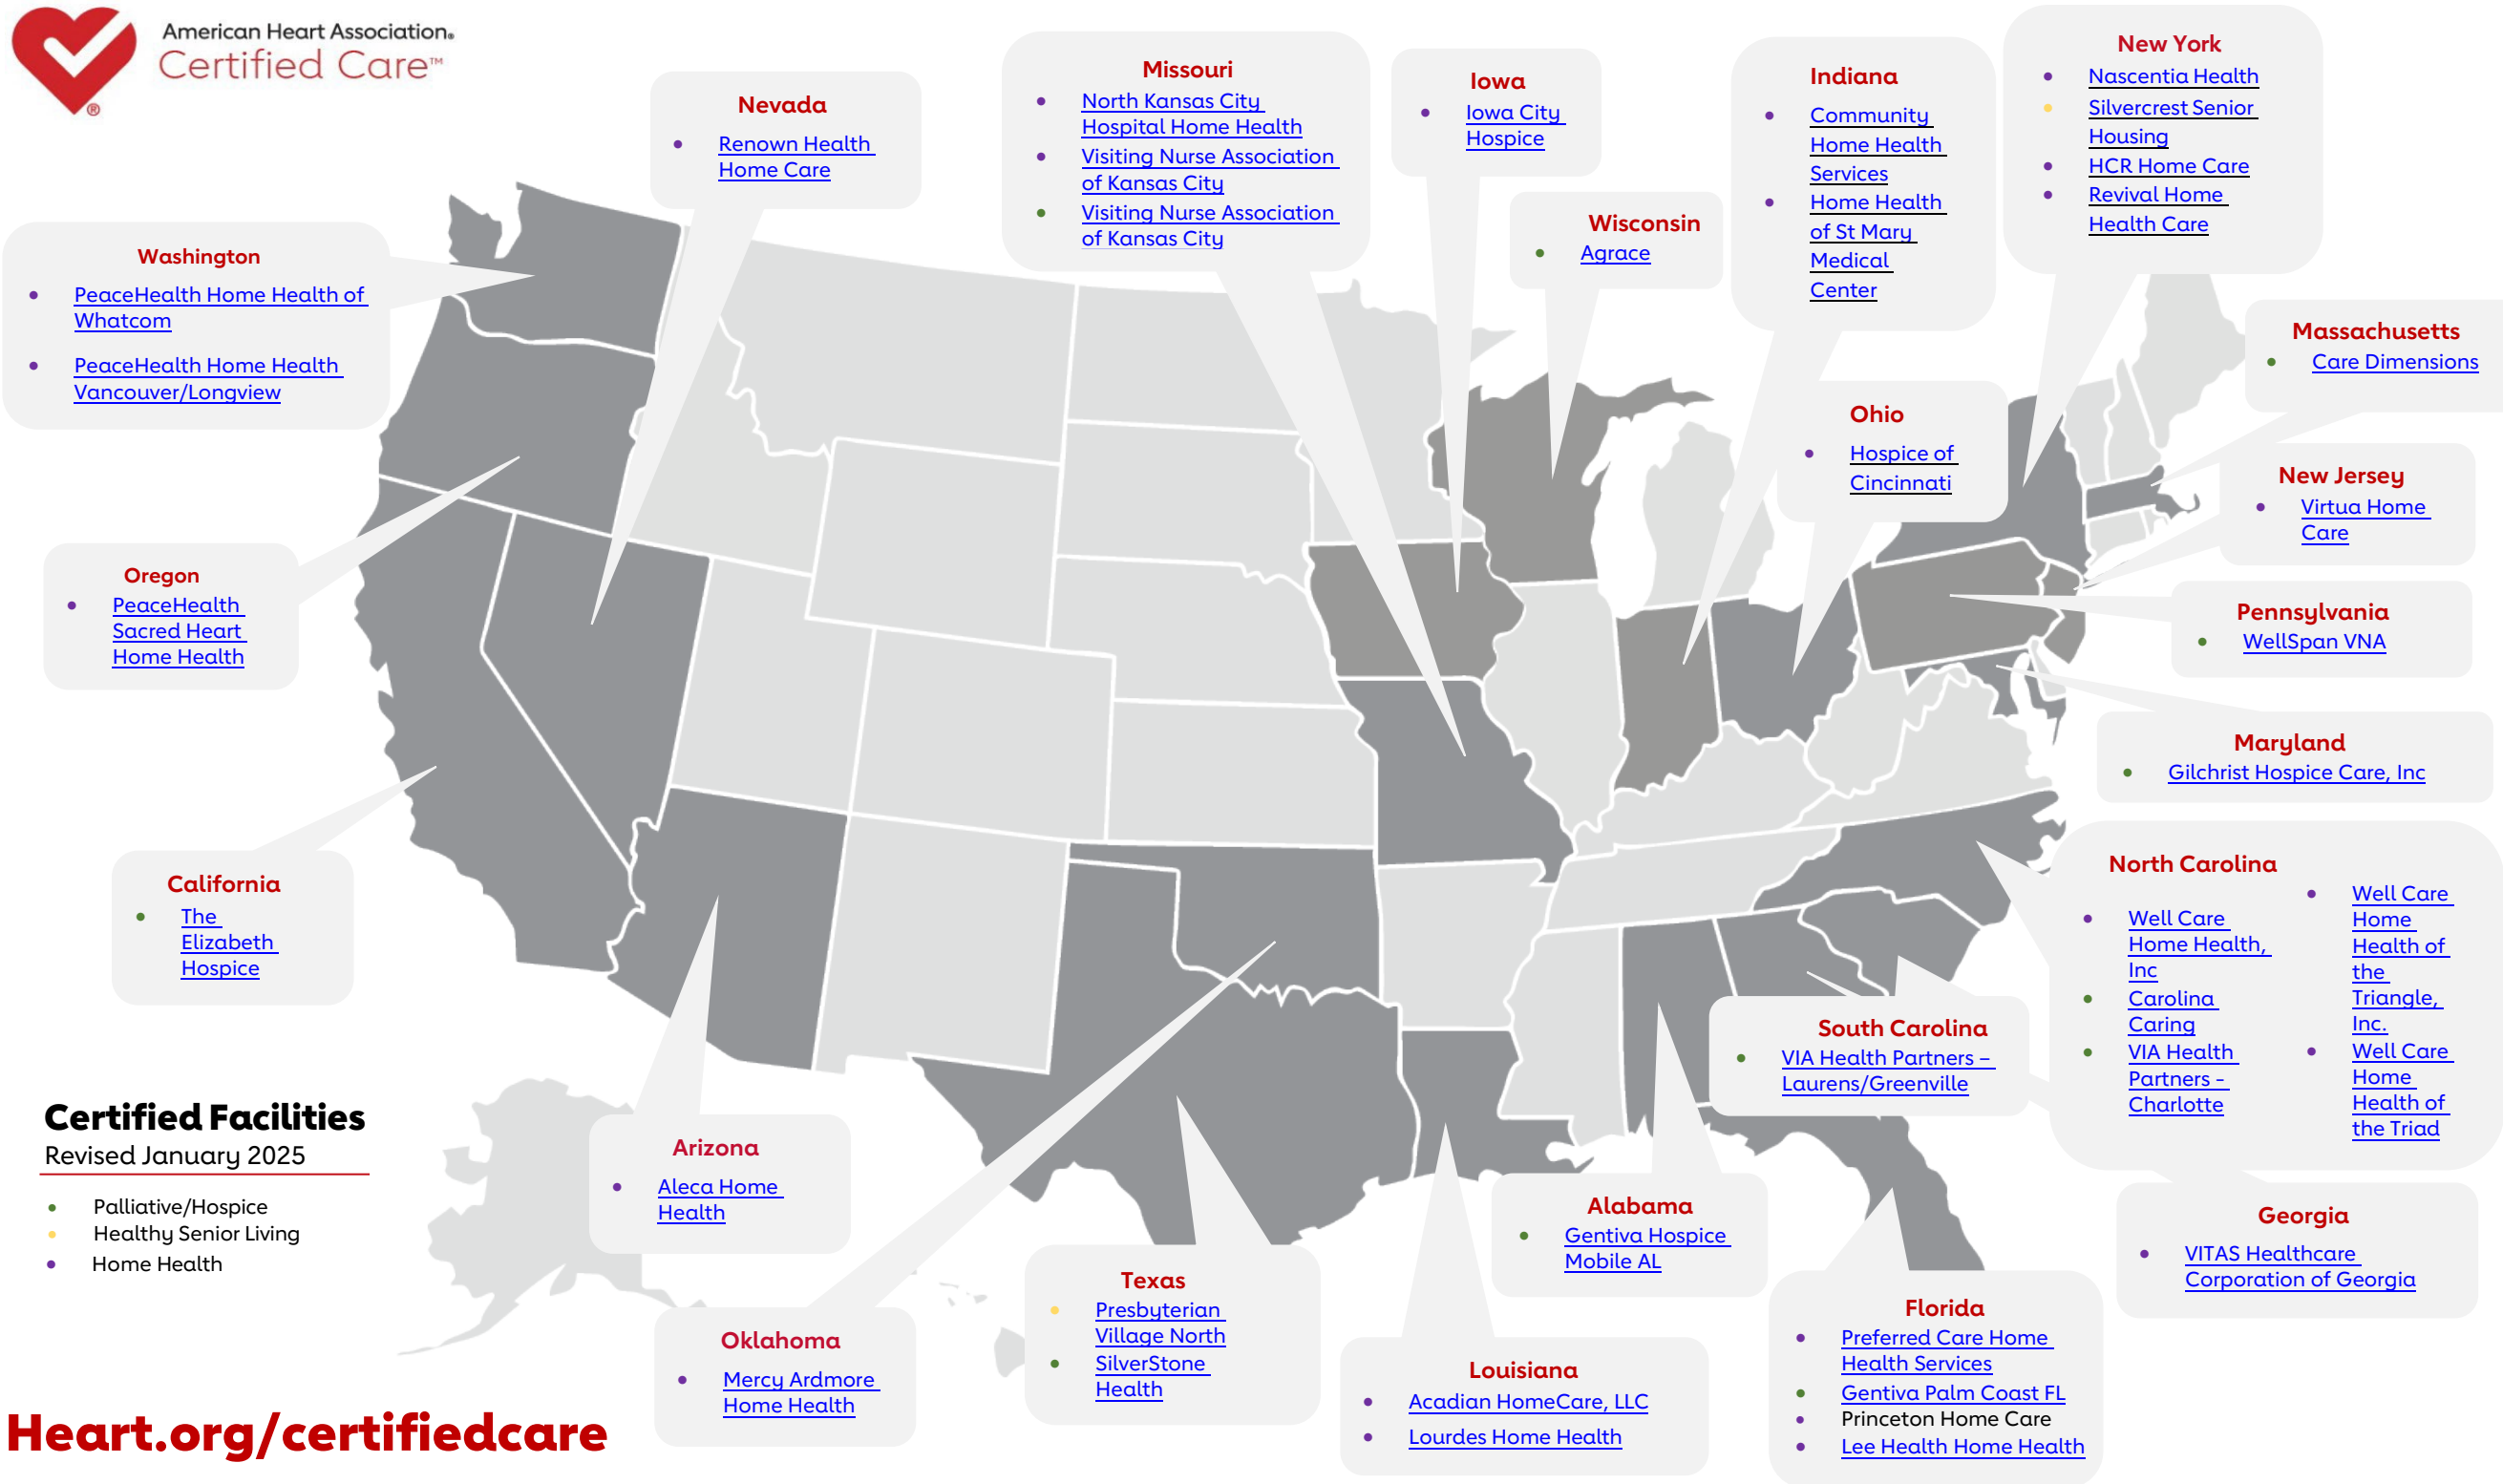 American Heart Association®
Certified Care™
®
Nevada
• Renown Health
Home Care
Missouri
• North Kansas City
Hospital Home Health
• Visiting Nurse Association
of Kansas City
• Visiting Nurse Association
of Kansas City
Iowa
• Iowa City
Hospice
Wisconsin
• Agrace
Indiana
• Community
Home Health
Services
• Home Health
of St Mary
Medical
Center
New York
• Nascentia Health
• Silvercrest Senior
Housing
• HCR Home Care
• Revival Home
Health Care
Washington
• PeaceHealth Home Health of
Whatcom
• PeaceHealth Home Health
Vancouver/Longview
Massachusetts
• Care Dimensions
Ohio
• Hospice of
Cincinnati
New Jersey
• Virtua Home
Care
Oregon
• PeaceHealth
Sacred Heart
Home Health
Pennsylvania
• WellSpan VNA
Maryland
• Gilchrist Hospice Care, Inc
California
• The
Elizabeth
Hospice
North Carolina
• Well Care
Home Health,
Inc
• Carolina
Caring
• VIA Health
Partners -
Charlotte
• Well Care
Home
Health of
the
Triangle,
Inc.
• Well Care
Home
Health of
the Triad
South Carolina
• VIA Health Partners –
Laurens/Greenville
Certified Facilities
Revised January 2025
• Palliative/Hospice
• Healthy Senior Living
• Home Health
Arizona
• Aleca Home
Health
Alabama
• Gentiva Hospice
Mobile AL
Georgia
• VITAS Healthcare
Corporation of Georgia
Texas
• Presbyterian
Village North
• SilverStone
Health
Oklahoma
• Mercy Ardmore
Home Health
Louisiana
• Acadian HomeCare, LLC
• Lourdes Home Health
Florida
• Preferred Care Home
Health Services
• Gentiva Palm Coast FL
• Princeton Home Care
• Lee Health Home Health
Heart.org/certifiedcare